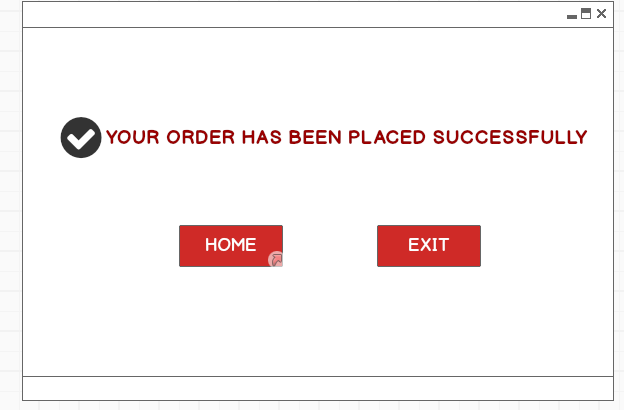 YOUR ORDER HAS BEEN PLACED SUCCESSFULLY
HOME
EXIT